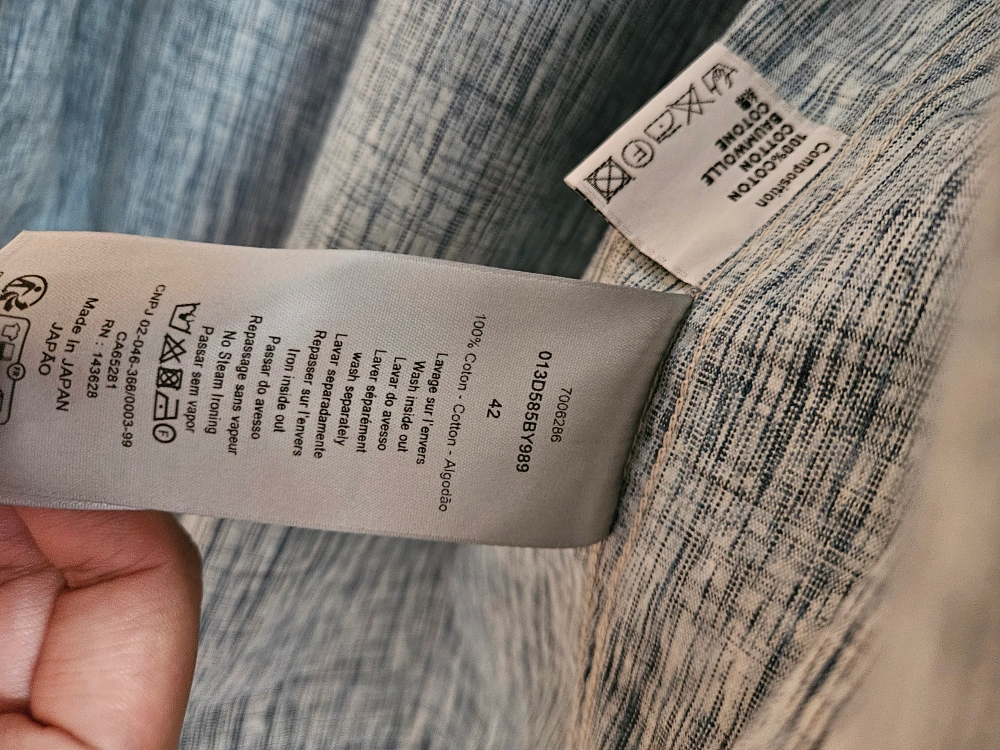 7008286
013D585BY989
42
100% Coton - Cotton - Algodão
Lavage sur l'envers
Wash inside out
Lavar do avesso
Laver séparément
wash separately
Lavar separadamente
Repasser sur l'envers
Iron inside out
Passar do avesso
Repassage sans vapeur
No Steam Ironing
Passar sem vapor
F
CNPJ 02-046-366/0003-99
CA65281
RN : 143628
Made In JAPAN
JAPÃO
Composition
100%COTON
COTTON
BAUMWOLLE
COTONE
F